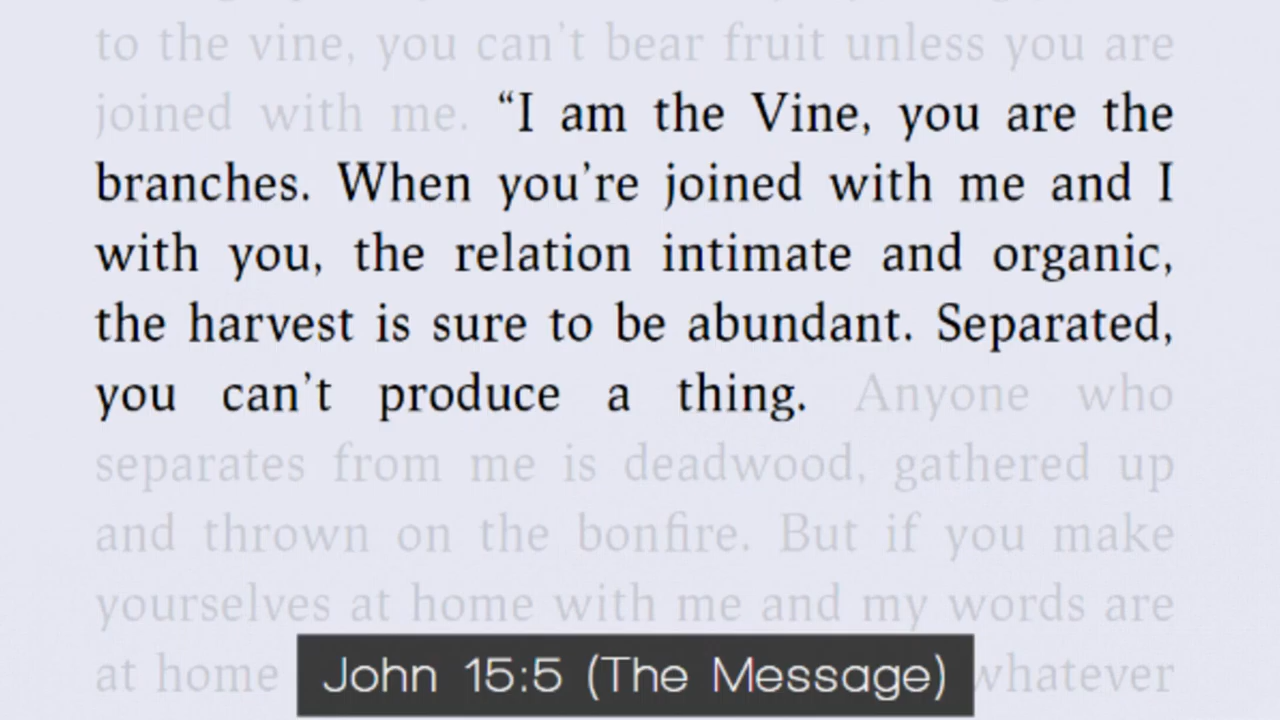 to the vine, you can't bear fruit unless you are
joined with me. “I am the Vine, you are the
branches. When you’re joined with me and I
with you, the relation intimate and organic,
the harvest is sure to be abundant. Separated,
you can’t produce a thing. Anyone who
separates from me is deadwood, gathered up
and thrown on the bonfire. But if you make
yourselves at home with me and my words are
at home whatever
John 15:5 (The Message)